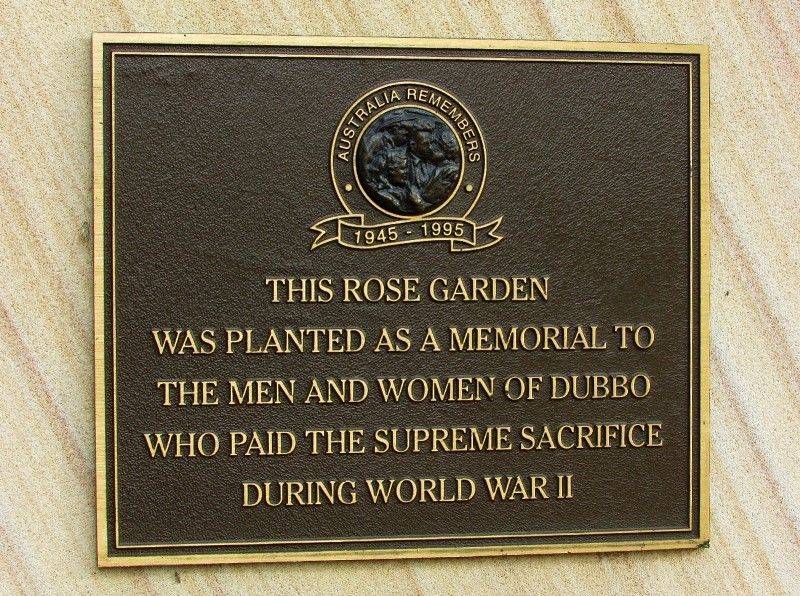 AUSTRALIA REMEMBERS
1945 - 1995
THIS ROSE GARDEN
WAS PLANTED AS A MEMORIAL TO
THE MEN AND WOMEN OF DUBBO
WHO PAID THE SUPREME SACRIFICE
DURING WORLD WAR II